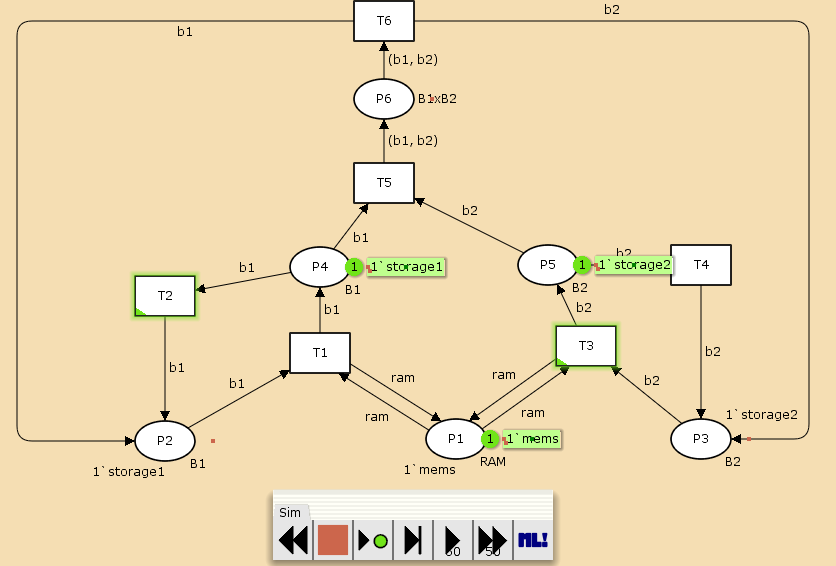 T6
b1
b2
(b1,b2)
P6
B1xB2
(b1,b2)
T5
b2
b1
P4
1
1`storage1
B1
P5
1
1`storage2
B2
b2
T4
b1
T2
b1
b2
T1
T3
b1
b1
ram
ram
ram
ram
b2
b2
P2
1`storage1
B1
P1
1
1`mems
1`mems
RAM
P3
1`storage2
B2
Sim
50
50
ML!